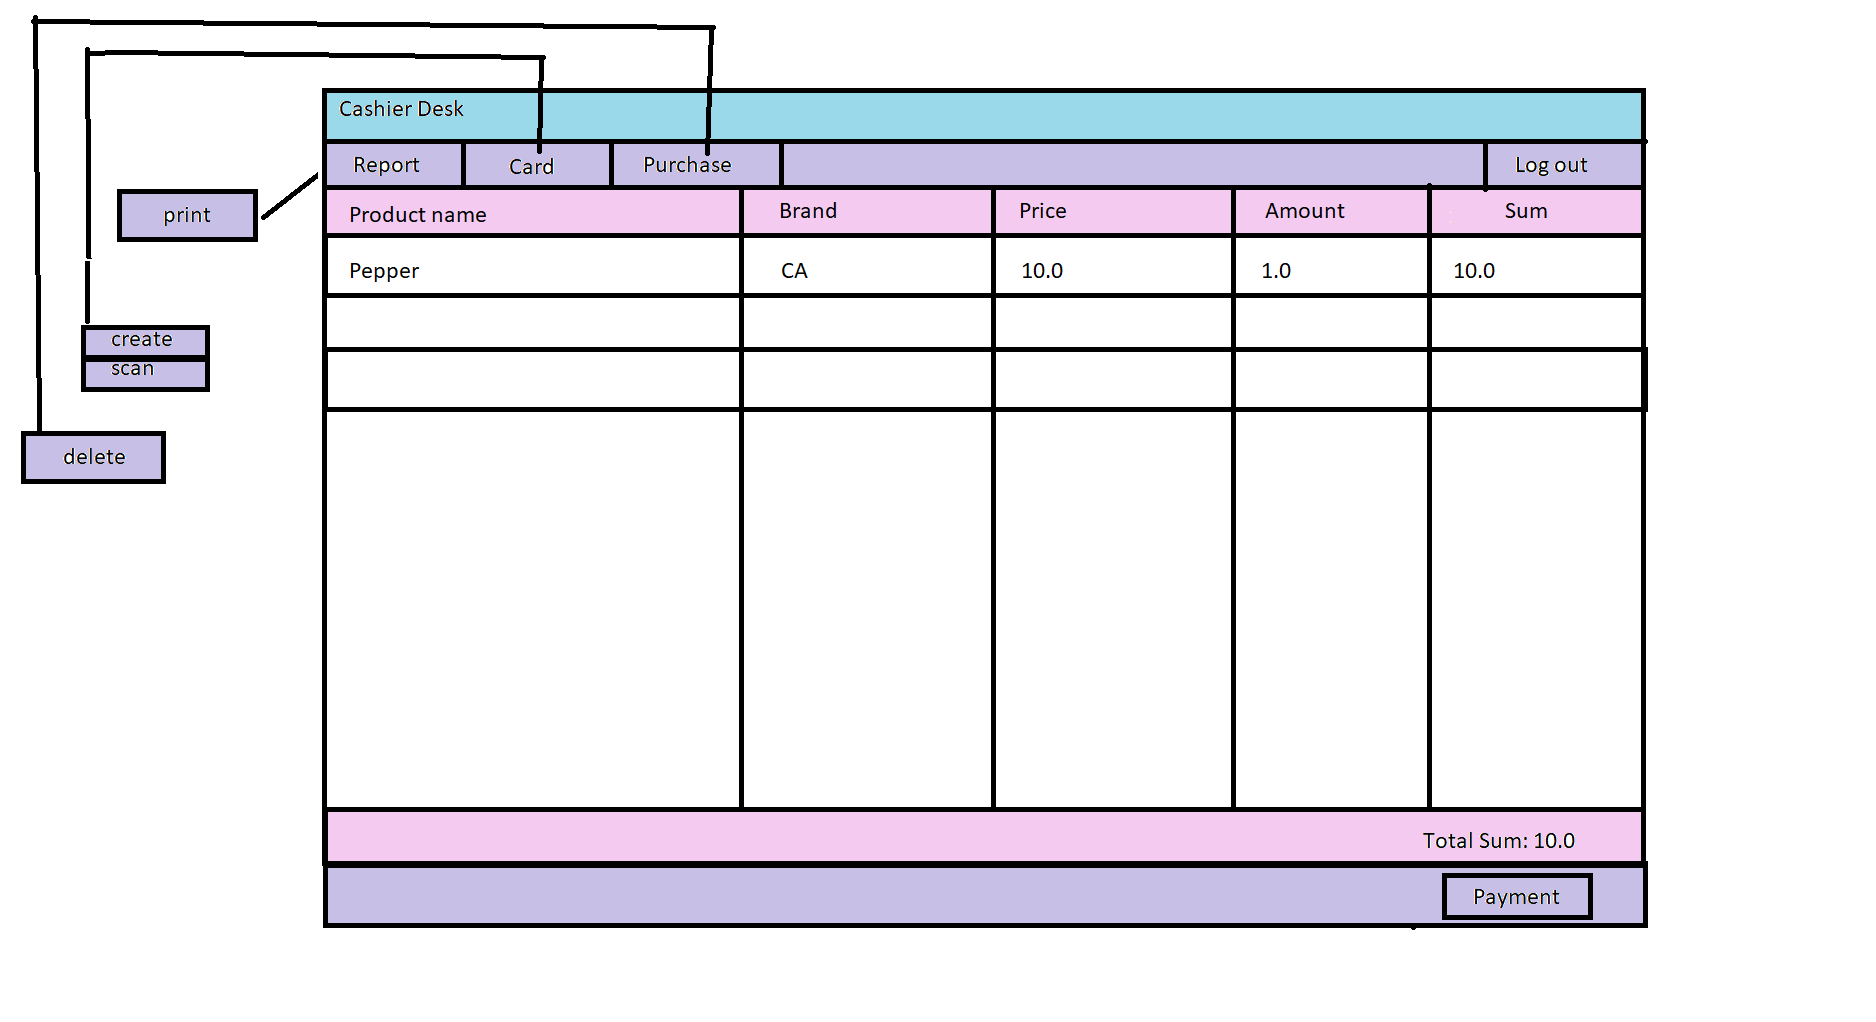 Cashier Desk
Report Card Purchase Log out
print
Product name Brand Price Amount Sum
Pepper CA 10.0 1.0 10.0
create
scan
delete
Total Sum: 10.0
Payment